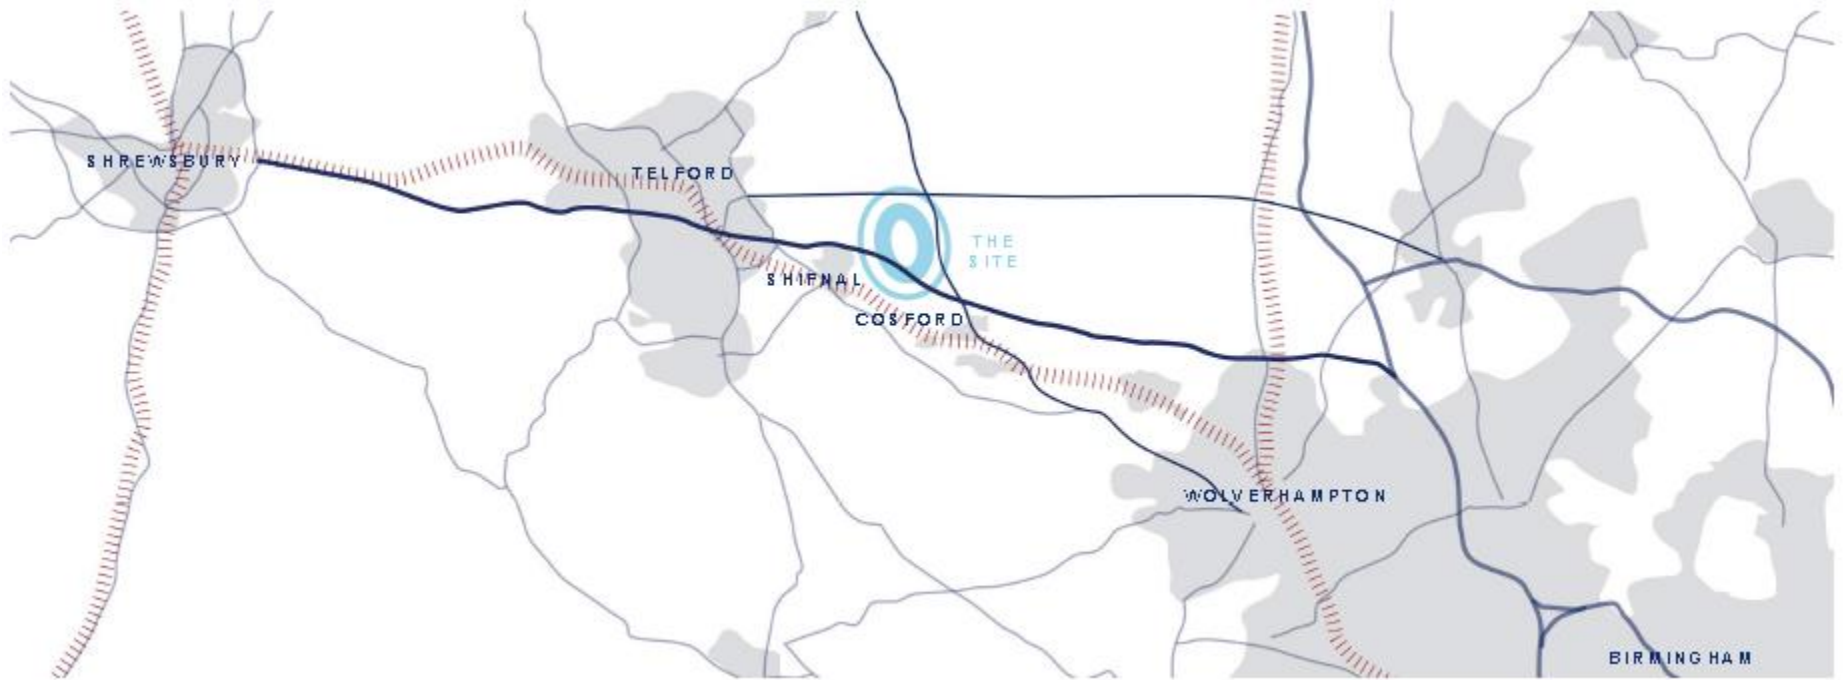 SHREWSBURY
TELFORD
THE
SITE
SHIFNAL
COSFORD
WOLVERHAMPTON
BIRMINGHAM